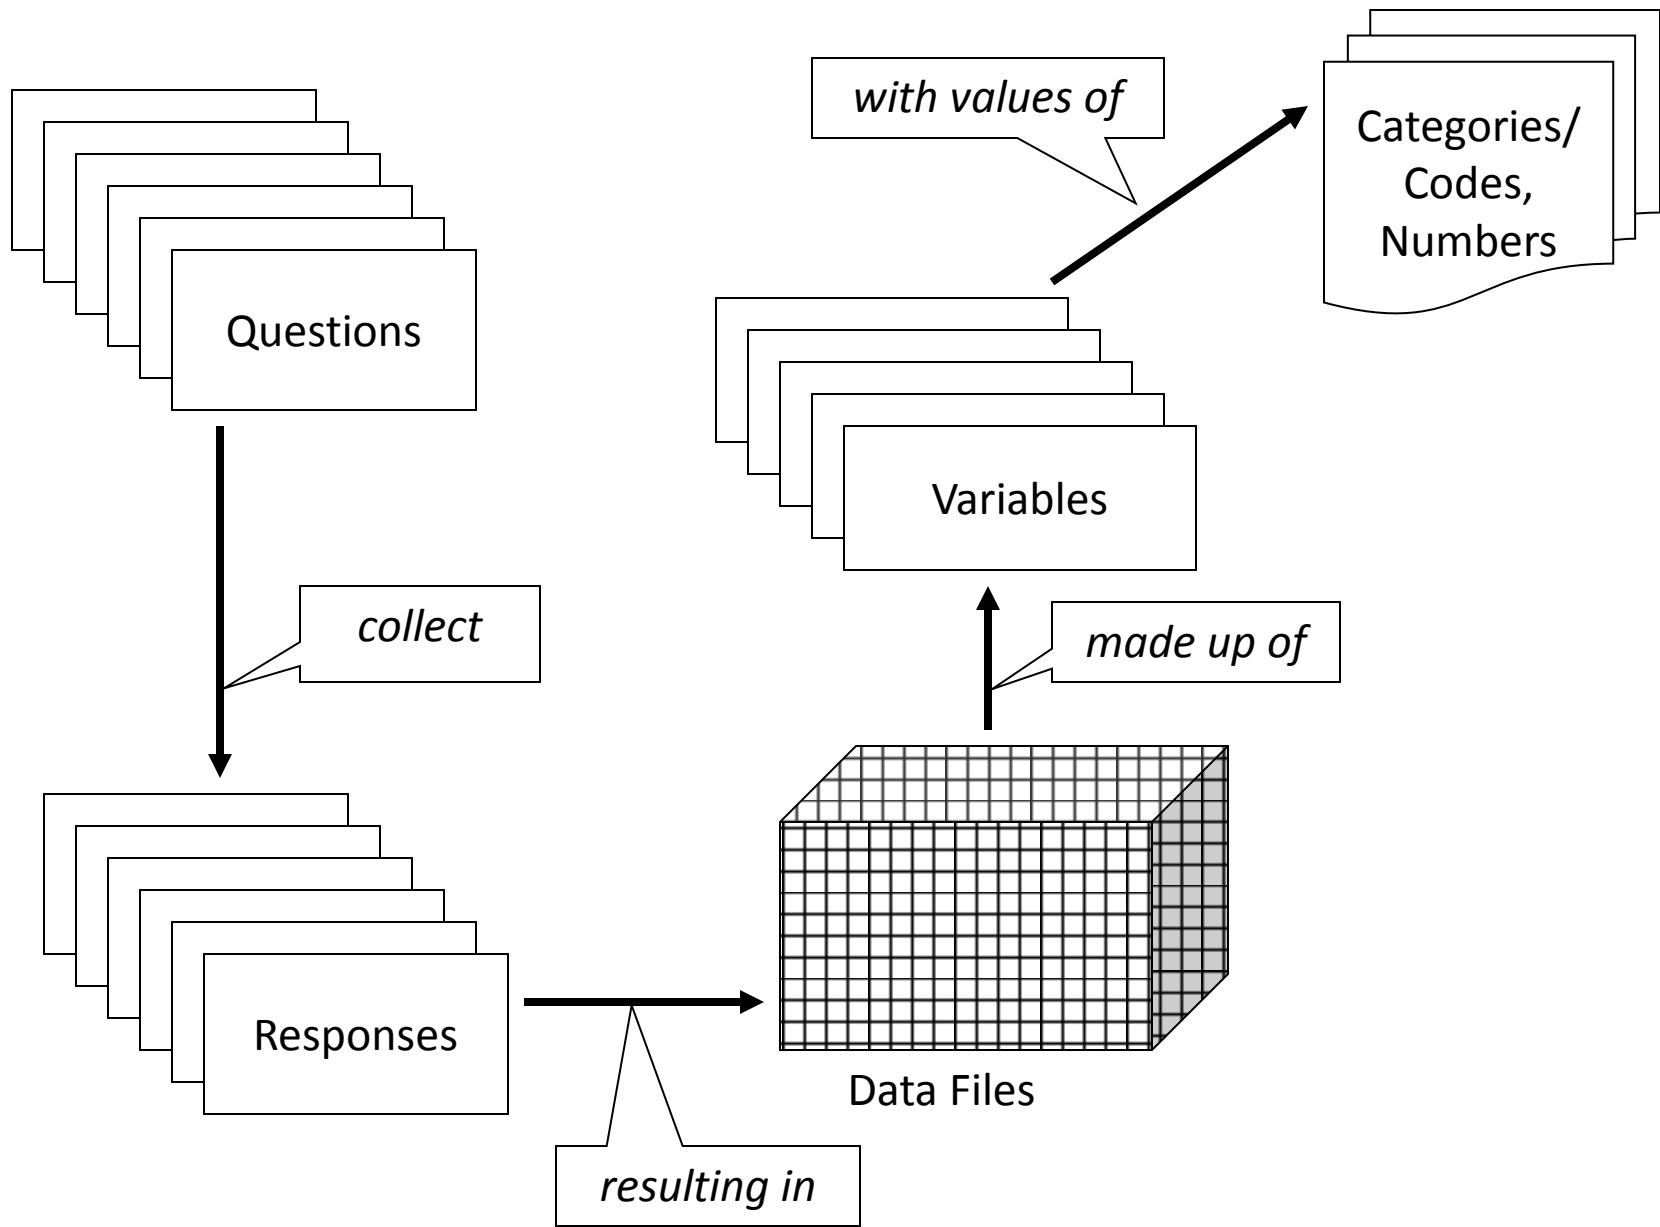 Questions
collect
Responses
resulting in
Data Files
made up of
Variables
with values of
Categories/
Codes,
Numbers